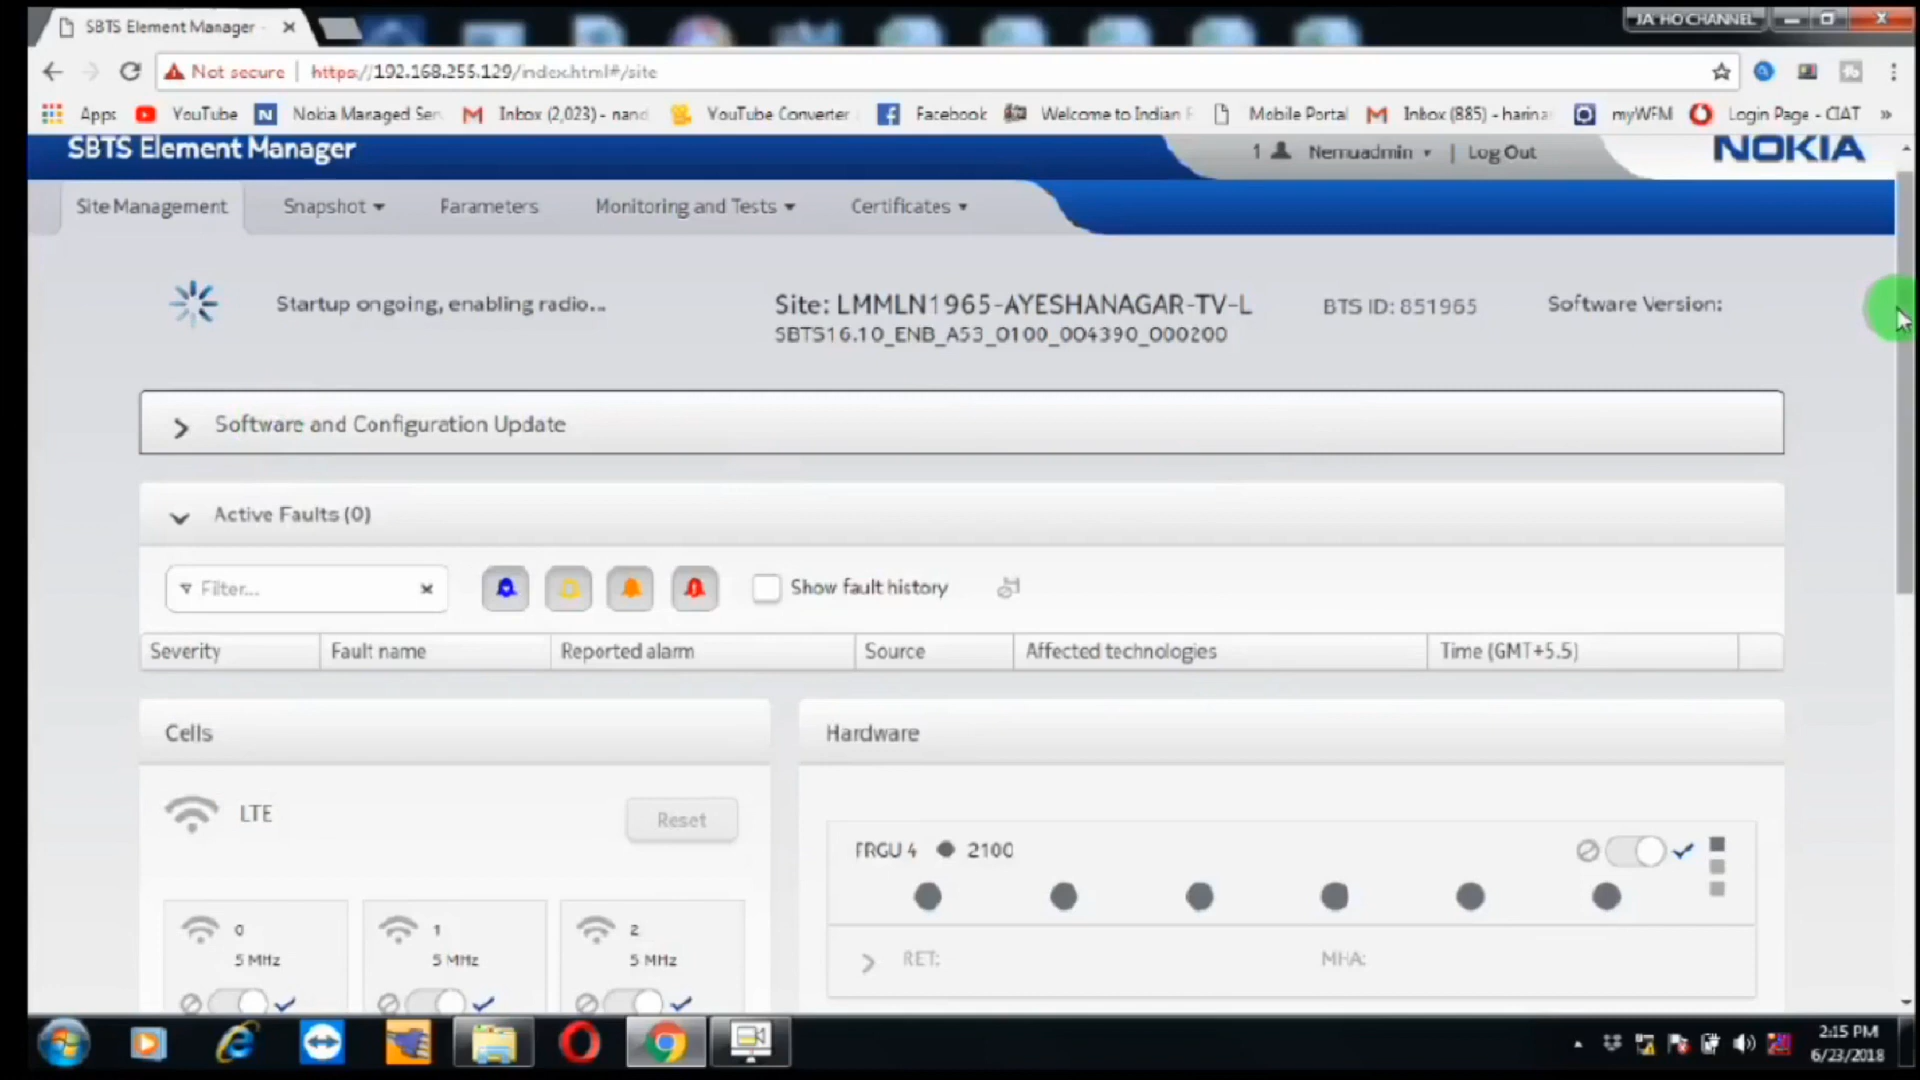 SBTS Element Manager -
JAI HO CHANNEL
Not secure | https://192.168.255.129/index.html#/site
Apps YouTube Nokia Managed Ser Inbox (2,023) - nand YouTube Converter Facebook Welcome to Indian R Mobile Portal Inbox (885) - harina myWFM Login Page - CIAT »
SBTS Element Manager
1 Nemuadmin | Log Out
NOKIA
Site Management Snapshot Parameters Monitoring and Tests Certificates
Startup ongoing, enabling radio... Site: LMMLN1965-AYESHANAGAR-TV-L BTS ID: 851965 Software Version:
SBTS16.10_ENB_A53_0100_004390_000200
Software and Configuration Update
Active Faults (0)
Filter... Show fault history
Severity Fault name Reported alarm Source Affected technologies Time (GMT+5.5)
Cells Hardware
LTE Reset
FRGU 4 2100
0 1 2
5 MHz 5 MHz 5 MHz
RET: MHA:
2:15 PM
6/23/2018